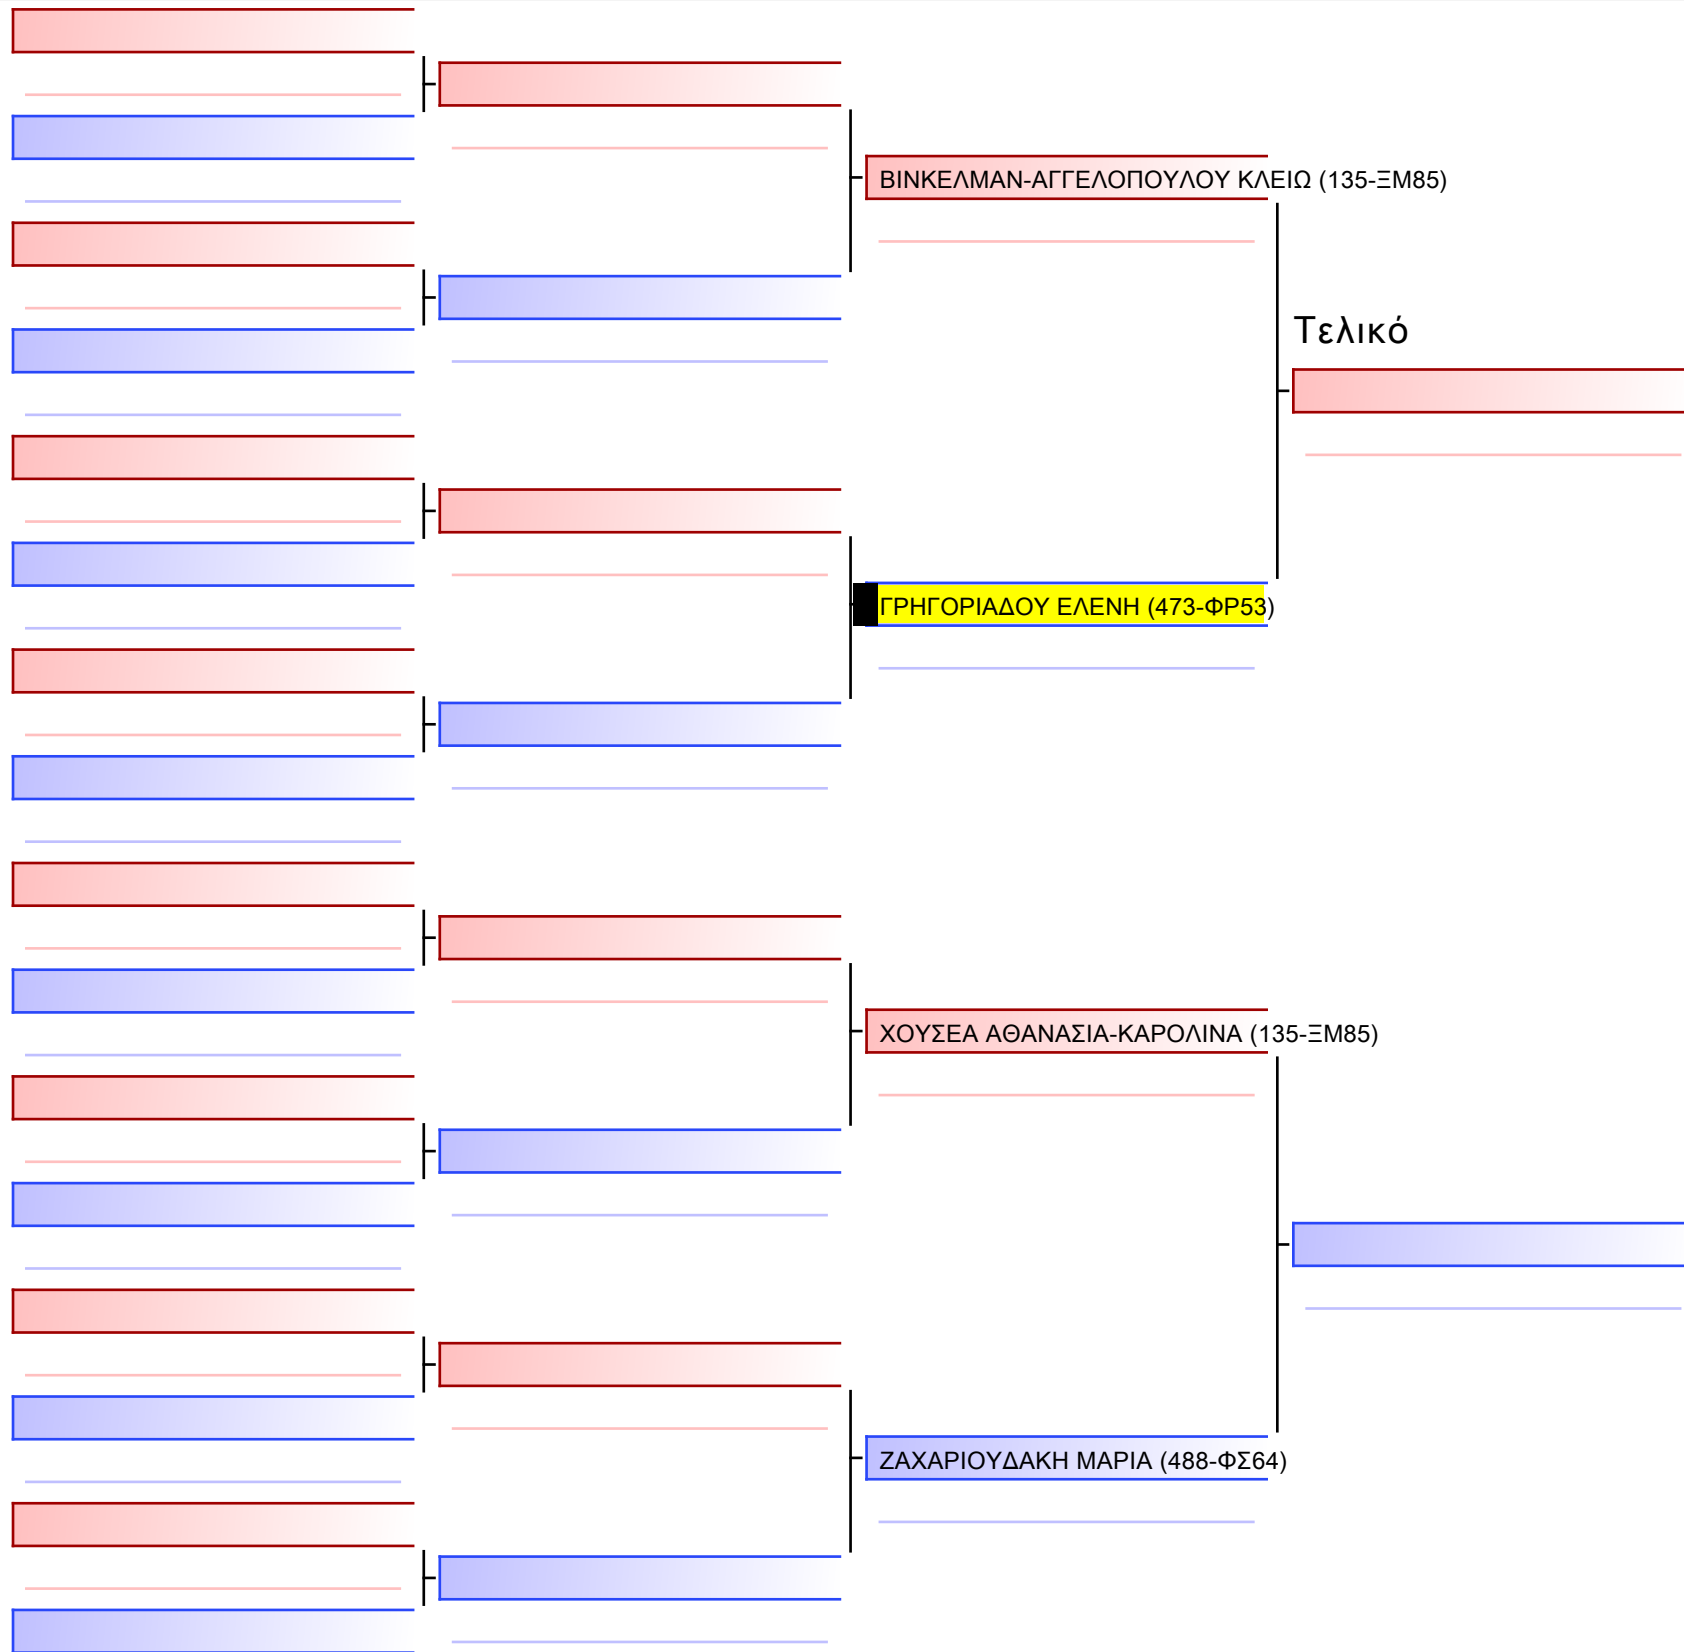 ΒΙΝΚΕΛΜΑΝ-ΑΓΓΕΛΟΠΟΥΛΟΥ ΚΛΕΙΩ (135-ΞΜ85)
Τελικό
ΓΡΗΓΟΡΙΑΔΟΥ ΕΛΕΝΗ (473-ΦΡ53)
ΧΟΥΣΕΑ ΑΘΑΝΑΣΙΑ-ΚΑΡΟΛΙΝΑ (135-ΞΜ85)
ΖΑΧΑΡΙΟΥΔΑΚΗ ΜΑΡΙΑ (488-ΦΣ64)